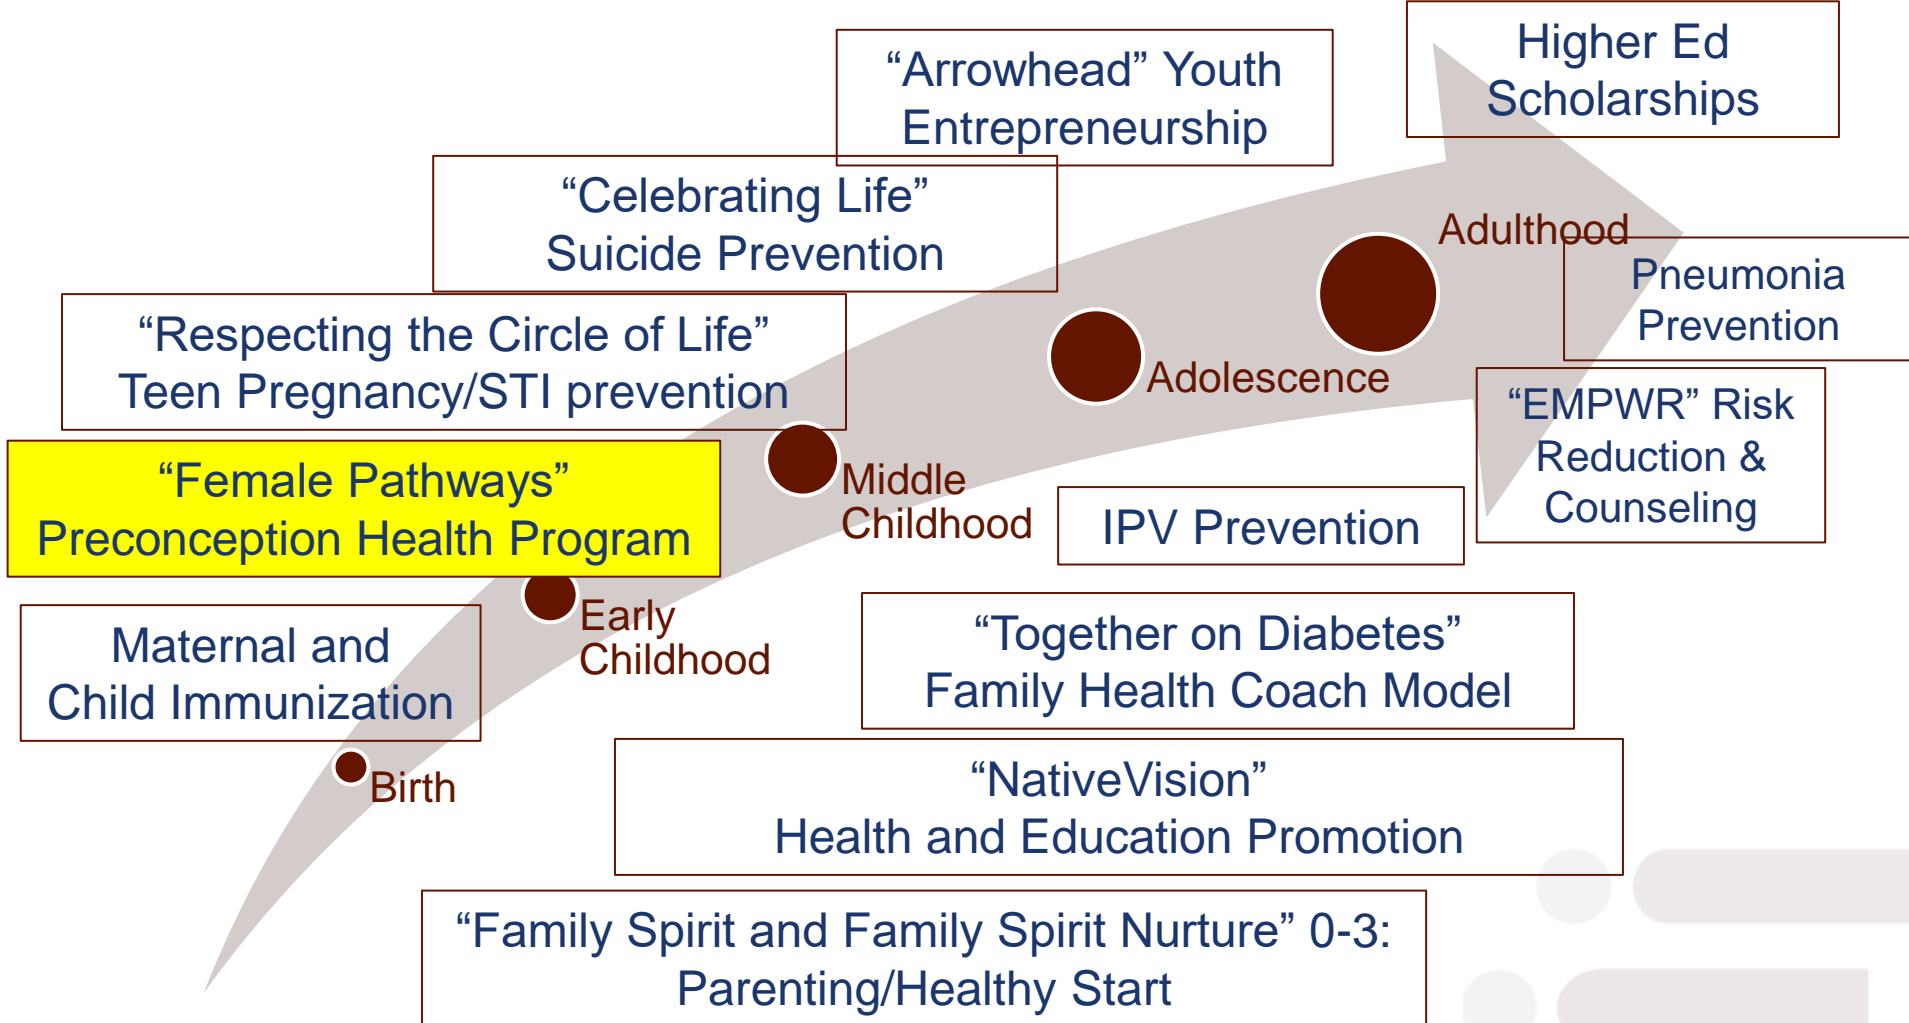 Higher Ed
Scholarships
“Arrowhead” Youth
Entrepreneurship
“Celebrating Life”
Suicide Prevention
Adulthood
Pneumonia
Prevention
“Respecting the Circle of Life”
Teen Pregnancy/STI prevention
Adolescence
“EMPWR” Risk
Reduction &
Counseling
“Female Pathways”
Preconception Health Program
Middle
Childhood
IPV Prevention
Early
Childhood
Maternal and
Child Immunization
“Together on Diabetes”
Family Health Coach Model
Birth
“NativeVision”
Health and Education Promotion
“Family Spirit and Family Spirit Nurture” 0-3:
Parenting/Healthy Start